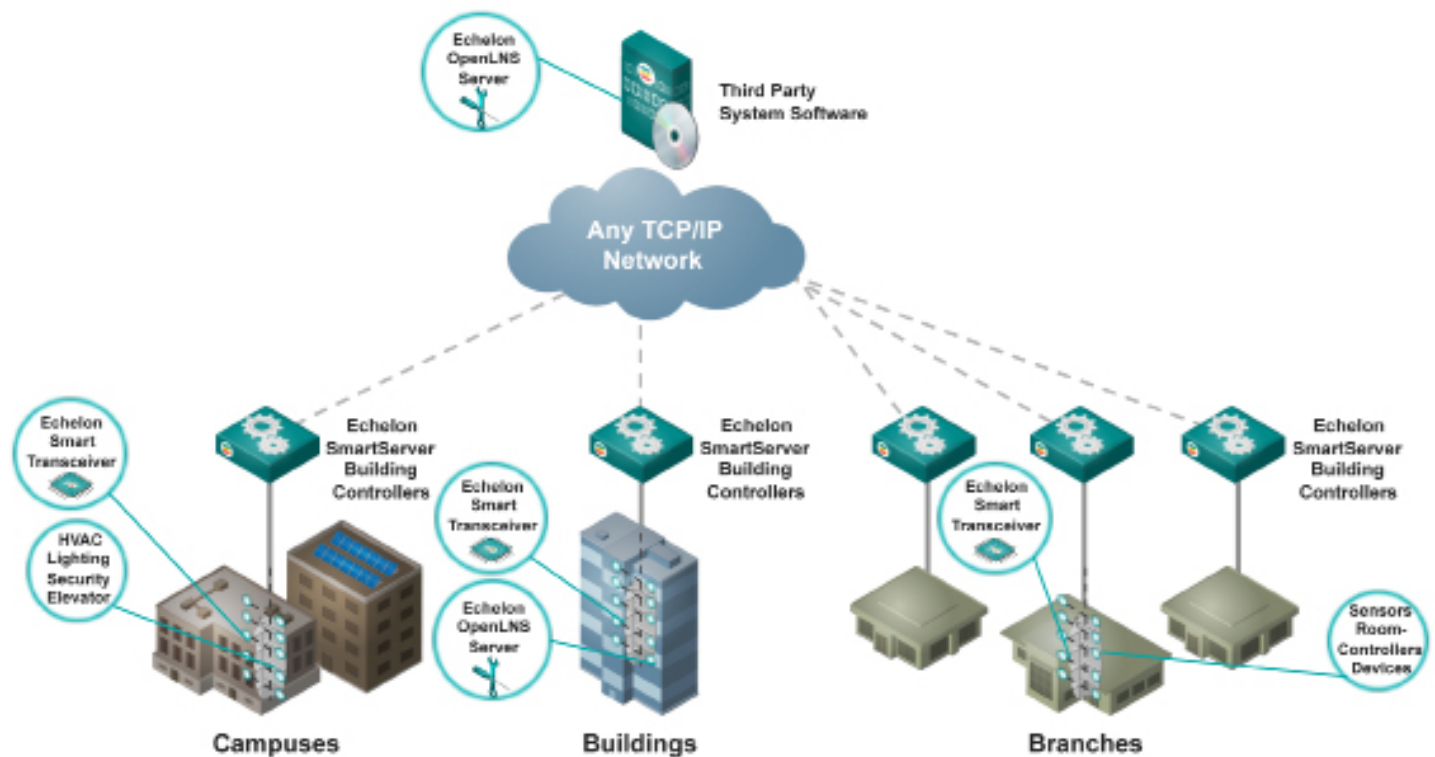 Echelon
OpenLNS
Server
Third Party
System Software
Any TCP/IP
Network
Echelon
Smart
Transceiver
HVAC
Lighting
Security
Elevator
Echelon
SmartServer
Building
Controllers
Echelon
Smart
Transceiver
Echelon
OpenLNS
Server
Echelon
SmartServer
Building
Controllers
Echelon
Smart
Transceiver
Echelon
SmartServer
Building
Controllers
Sensors
Room-
Controllers
Devices
Campuses
Buildings
Branches